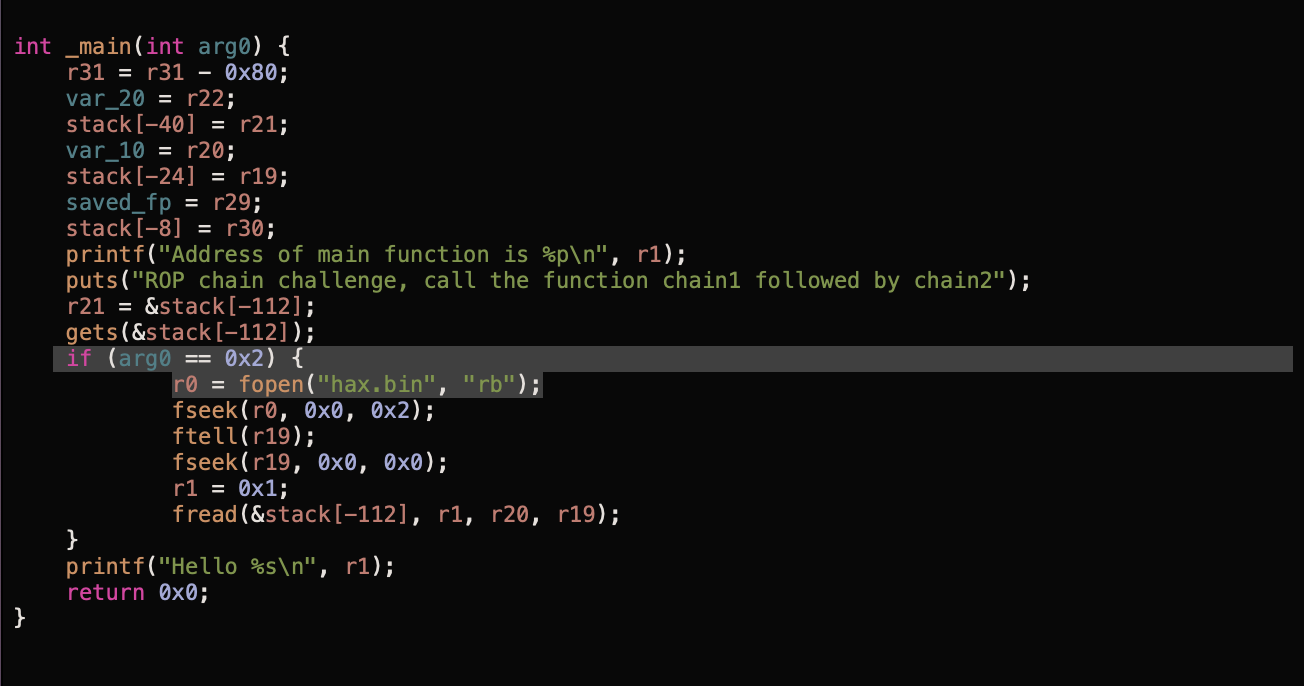 int _main(int arg0) {
    r31 = r31 - 0x80;
    var_20 = r22;
    stack[-40] = r21;
    var_10 = r20;
    stack[-24] = r19;
    saved_fp = r29;
    stack[-8] = r30;
    printf("Address of main function is %p\n", r1);
    puts("ROP chain challenge, call the function chain1 followed by chain2");
    r21 = &stack[-112];
    gets(&stack[-112]);
    if (arg0 == 0x2) {
            r0 = fopen("hax.bin", "rb");
            fseek(r0, 0x0, 0x2);
            ftell(r19);
            fseek(r19, 0x0, 0x0);
            r1 = 0x1;
            fread(&stack[-112], r1, r20, r19);
    }
    printf("Hello %s\n", r1);
    return 0x0;
}